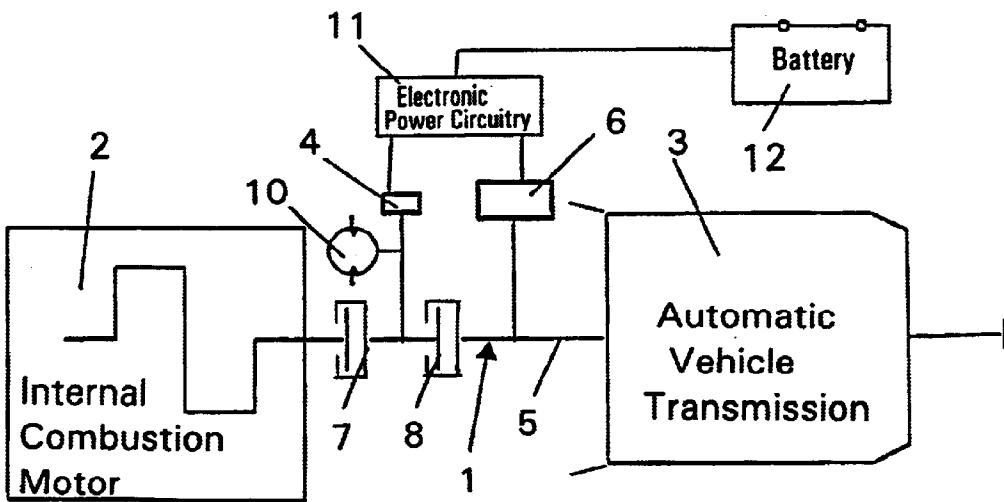 11
Battery
12
Electronic
Power Circuitry
2
4
6
3
10
Internal
Combustion
Motor
7
8
1
5
Automatic
Vehicle
Transmission